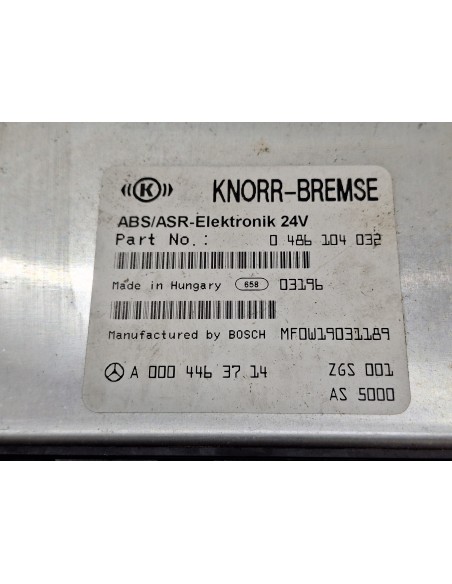 ((K)) KNORR-BREMSE
ABS/ASR-Elektronik 24V
Part No.: 0 486 104 032
Made in Hungary 658 03196
Manufactured by BOSCH MFOW19031189
A 000 446 37 14 ZGS 001
AS 5000